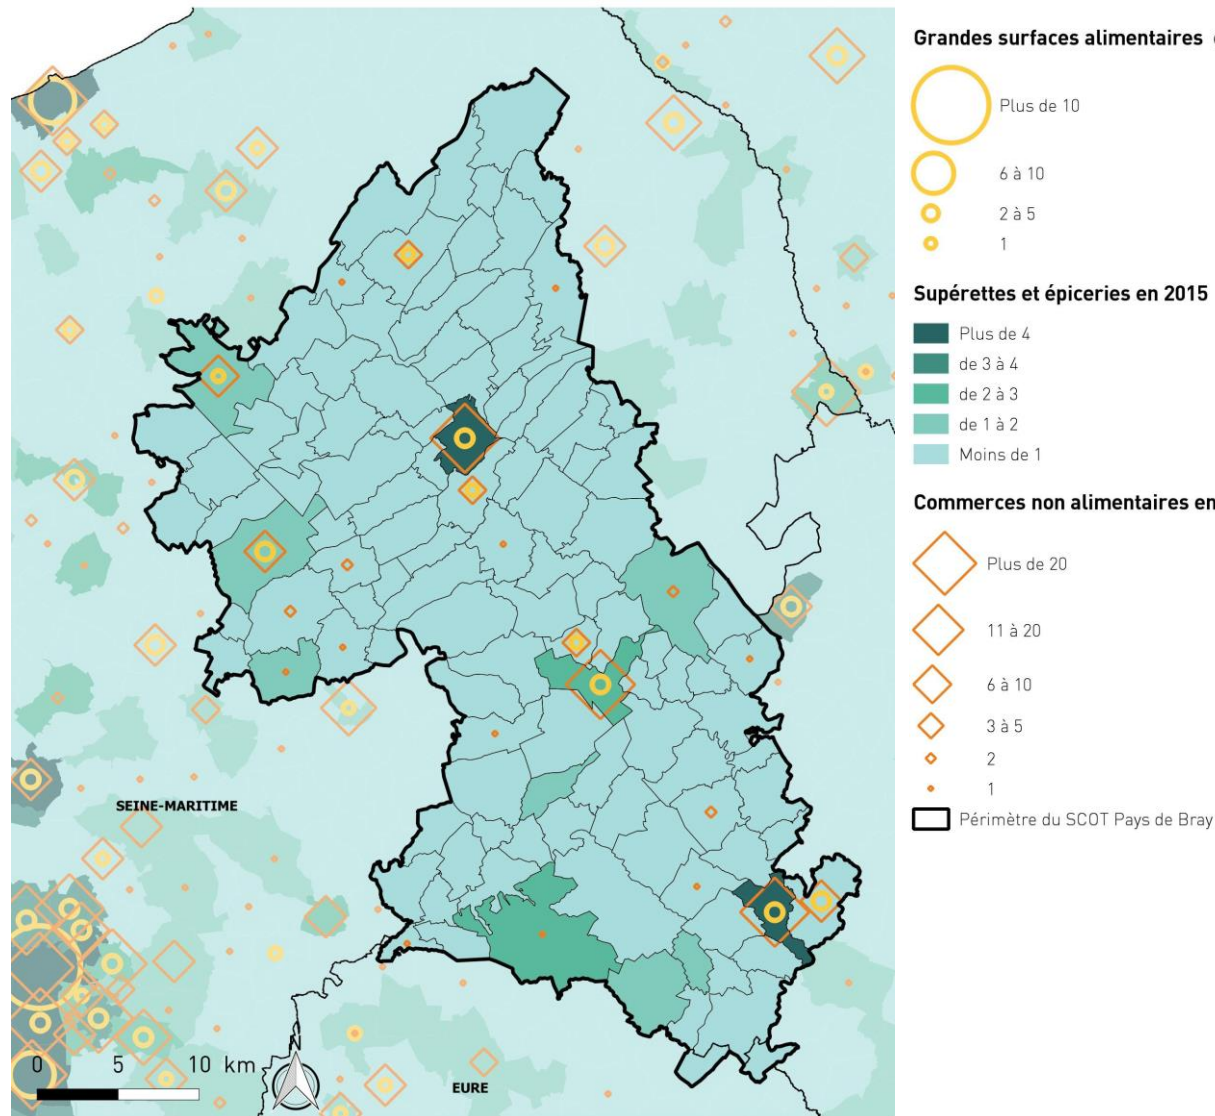 Grandes surfaces alimentaires
Plus de 10
6 à 10
2 à 5
1
Supérettes et épiceries en 2015
Plus de 4
de 3 à 4
de 2 à 3
de 1 à 2
Moins de 1
Commerces non alimentaires en
Plus de 20
11 à 20
6 à 10
3 à 5
2
1
Périmètre du SCOT Pays de Bray
SEINE-MARITIME
N
0 5 10 km
EURE